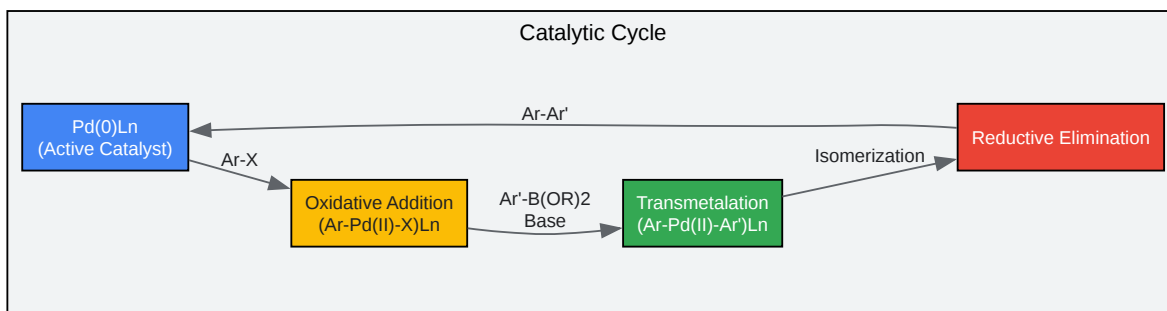 Catalytic Cycle
Ar-Ar'
Pd(0)Ln
(Active Catalyst)
Reductive Elimination
Ar-X
Isomerization
Oxidative Addition
(Ar-Pd(II)-X)Ln
Ar'-B(OR)2
Base
Transmetalation
(Ar-Pd(II)-Ar')Ln